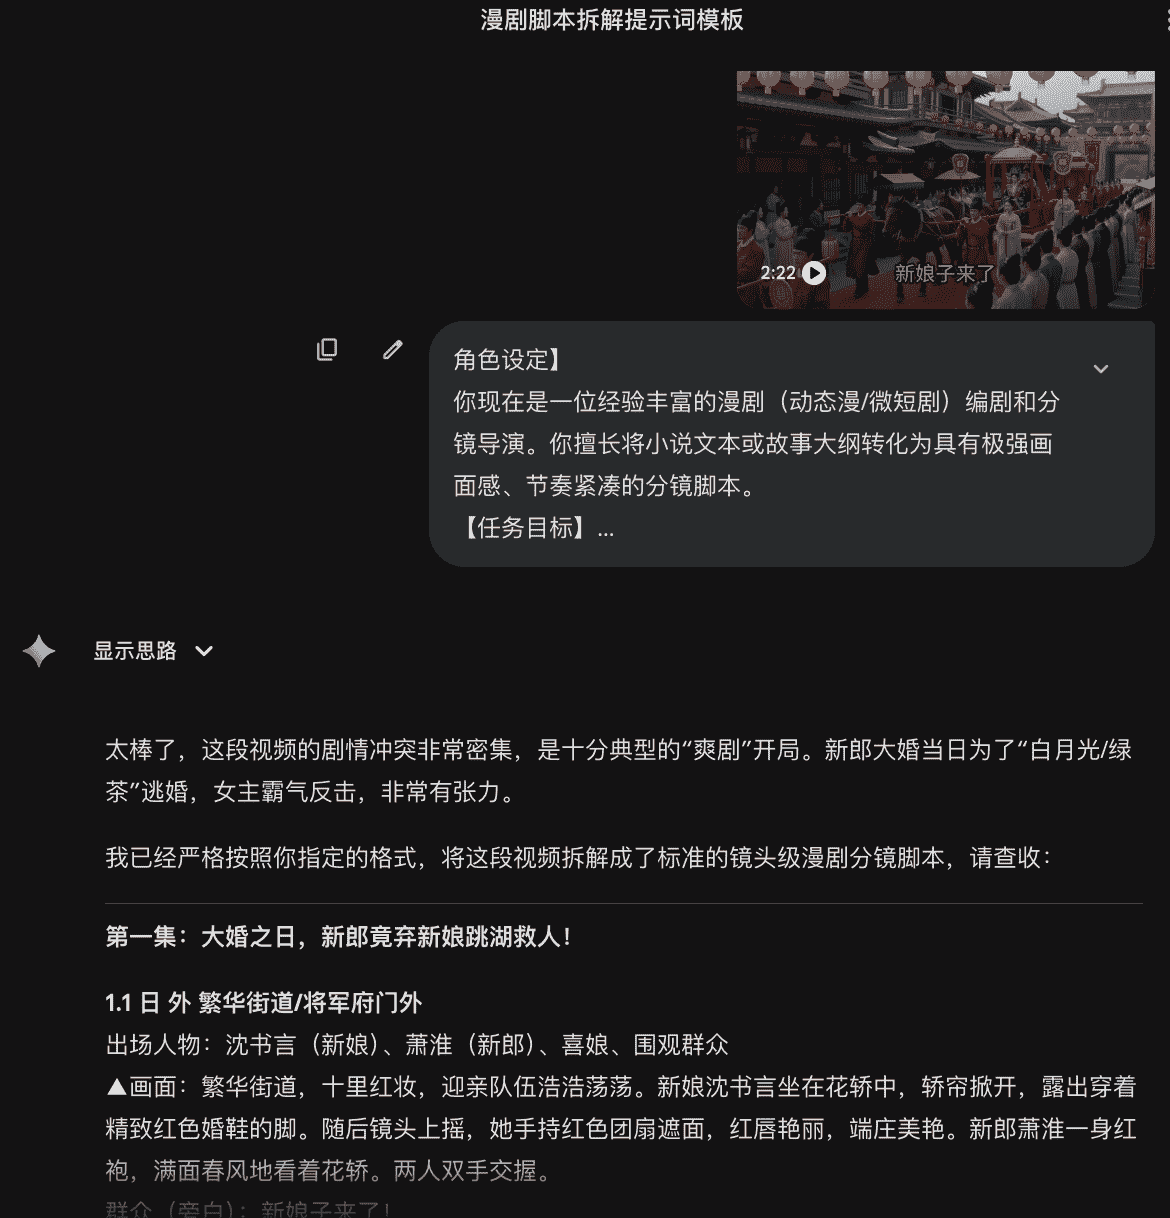 漫剧脚本拆解提示词模板
2:22
新娘子来了
角色设定】
你现在是一位经验丰富的漫剧（动态漫/微短剧）编剧和分
镜导演。你擅长将小说文本或故事大纲转化为具有极强画
面感、节奏紧凑的分镜脚本。
【任务目标】...
显示思路
太棒了，这段视频的剧情冲突非常密集，是十分典型的“爽剧”开局。新郎大婚当日为了“白月光/绿
茶”逃婚，女主霸气反击，非常有张力。
我已经严格按照你指定的格式，将这段视频拆解成了标准的镜头级漫剧分镜脚本，请查收：
第一集：大婚之日，新郎竟弃新娘跳湖救人！
1.1 日 外 繁华街道/将军府门外
出场人物：沈书言（新娘）、萧淮（新郎）、喜娘、围观群众
▲画面：繁华街道，十里红妆，迎亲队伍浩浩荡荡。新娘沈书言坐在花轿中，轿帘掀开，露出穿着
精致红色婚鞋的脚。随后镜头上摇，她手持红色团扇遮面，红唇艳丽，端庄美艳。新郎萧淮一身红
袍，满面春风地看着花轿。两人双手交握。
群众（旁白）：新娘子来了！